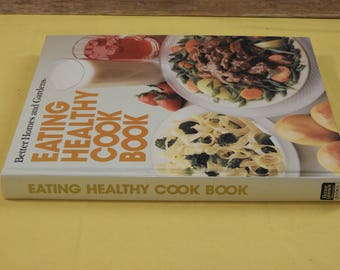 Better Homes and Gardens
EATING
HEALTHY
COOK
BOOK
EATING HEALTHY COOK BOOK